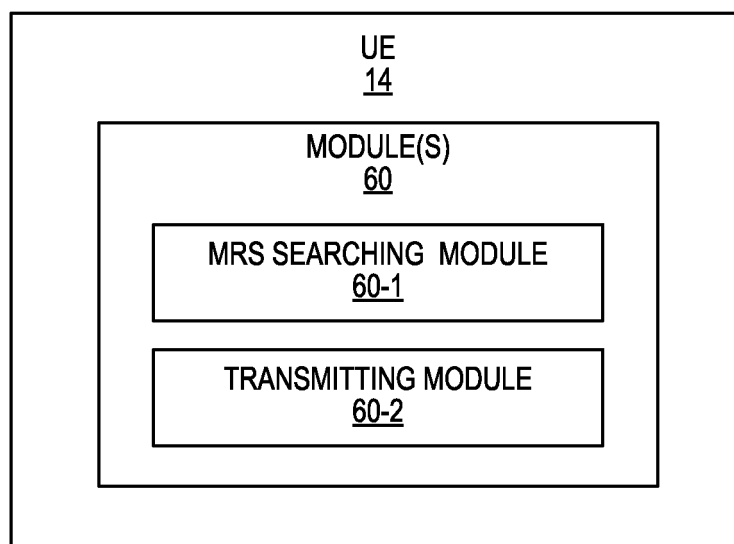 UE
14
MODULE(S)
60
MRS SEARCHING MODULE
60-1
TRANSMITTING MODULE
60-2